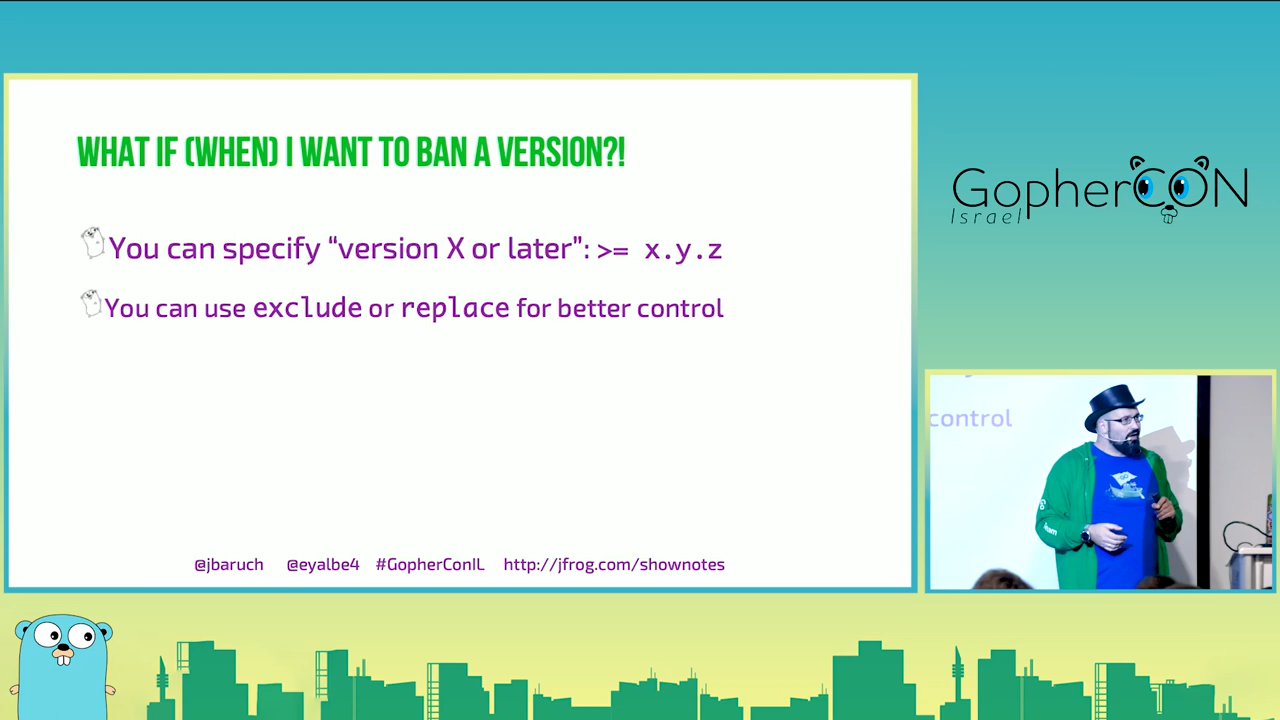 WHAT IF (WHEN) I WANT TO BAN A VERSION?!
You can specify “version X or later”: >= x.y.z
You can use exclude or replace for better control
@jbaruch @eyalbe4 #GopherConIL http://jfrog.com/shownotes
GopherCON
Israel
control